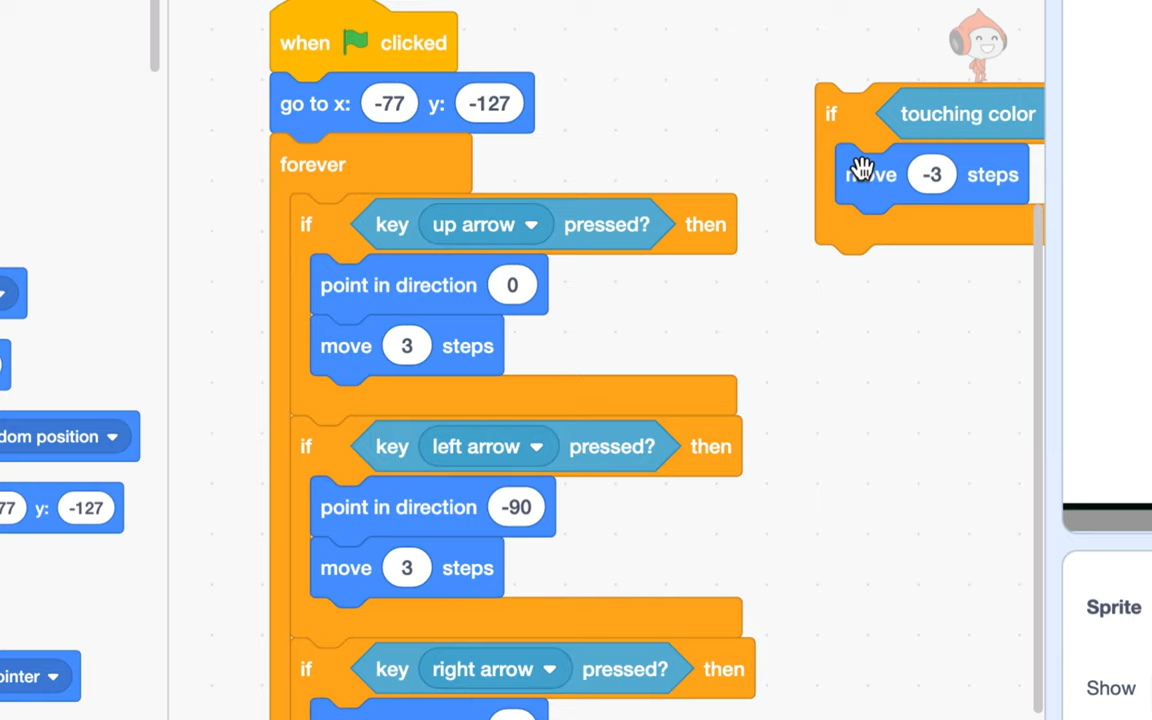 when clicked
go to x: -77 y: -127
forever
if key up arrow pressed? then
point in direction 0
move 3 steps
if key left arrow pressed? then
point in direction -90
move 3 steps
if key right arrow pressed? then
if touching color
move -3 steps
dom position
77 y: -127
ointer
Sprite
Show